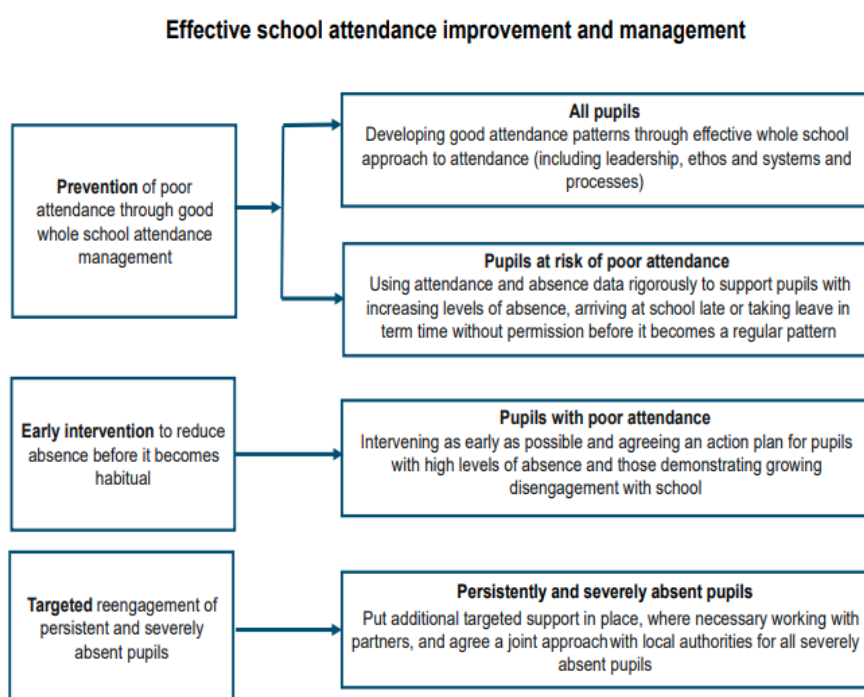 Effective school attendance improvement and management
All pupils
Developing good attendance patterns through effective whole school
approach to attendance (including leadership, ethos and systems and
processes)
Prevention of poor
attendance through good
whole school attendance
management
Pupils at risk of poor attendance
Using attendance and absence data rigorously to support pupils with
increasing levels of absence, arriving at school late or taking leave in
term time without permission before it becomes a regular pattern
Early intervention to reduce
absence before it becomes
habitual
Pupils with poor attendance
Intervening as early as possible and agreeing an action plan for pupils
with high levels of absence and those demonstrating growing
disengagement with school
Targeted reengagement of
persistent and severely
absent pupils
Persistently and severely absent pupils
Put additional targeted support in place, where necessary working with
partners, and agree a joint approach with local authorities for all severely
absent pupils